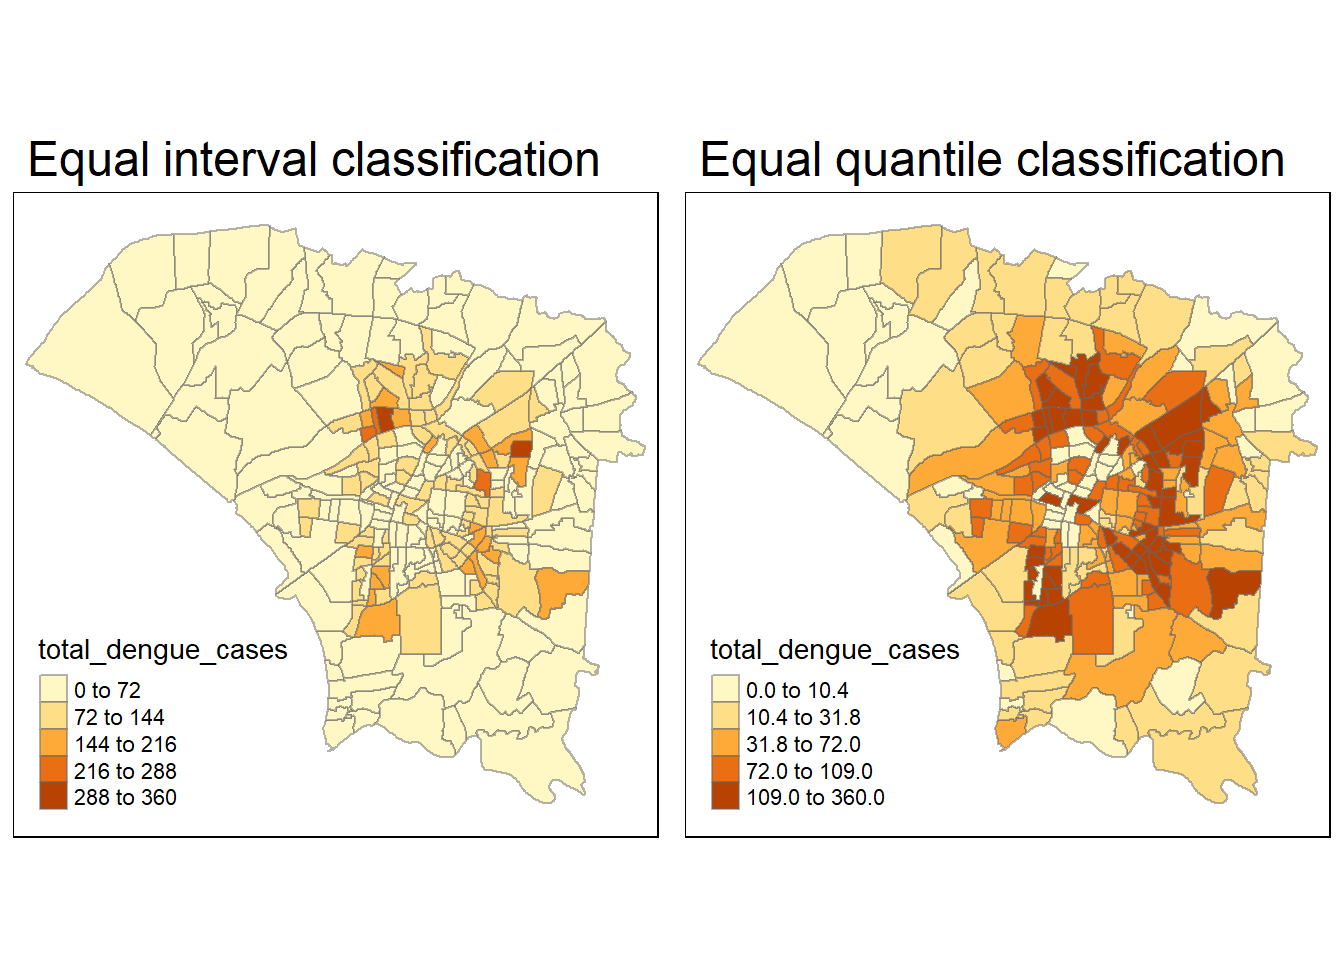 Equal interval classification
total_dengue_cases
0 to 72
72 to 144
144 to 216
216 to 288
288 to 360
Equal quantile classification
total_dengue_cases
0.0 to 10.4
10.4 to 31.8
31.8 to 72.0
72.0 to 109.0
109.0 to 360.0